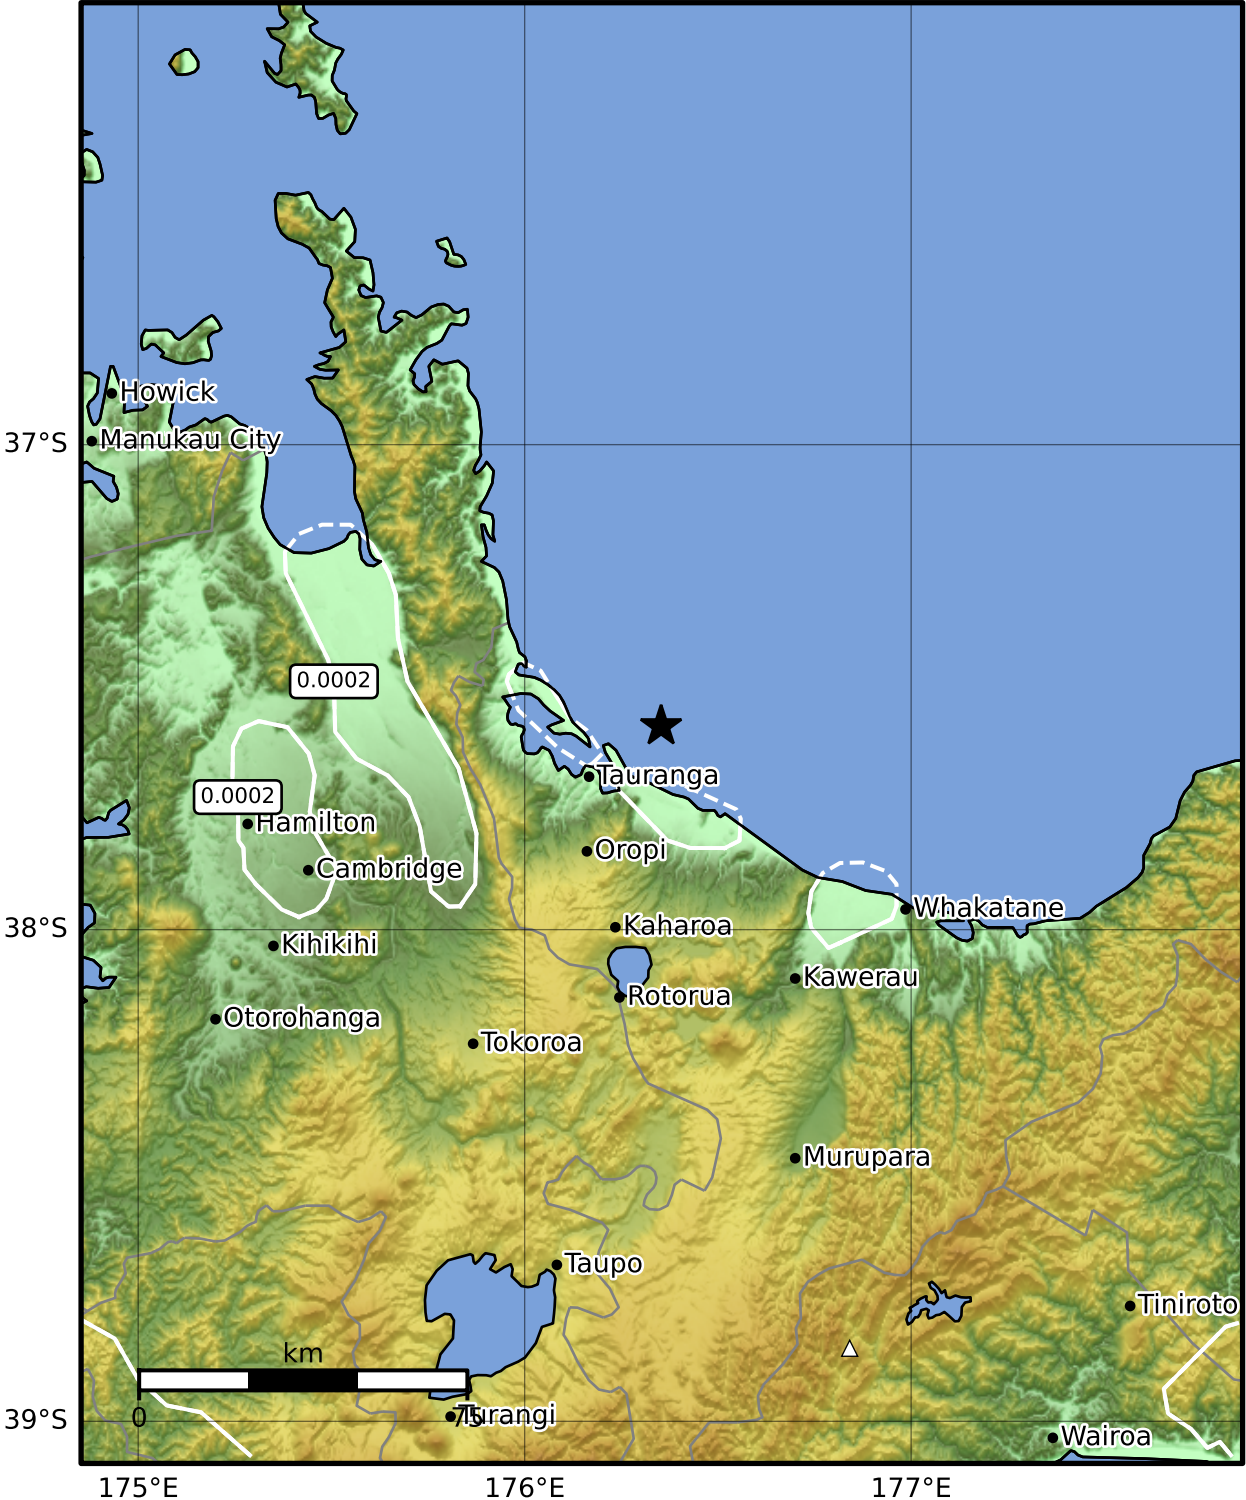 Howick
37°S
Manukau City
0.0002
Tauranga
0.0002
Hamilton
Oropi
Cambridge
Whakatane
38°S
Kaharoa
Kihikihi
Kawerau
Rotorua
Otorohanga
Tokoroa
Murupara
Taupo
Tiniroto
km
0
75
Turangi
39°S
Wairoa
175°E
176°E
177°E